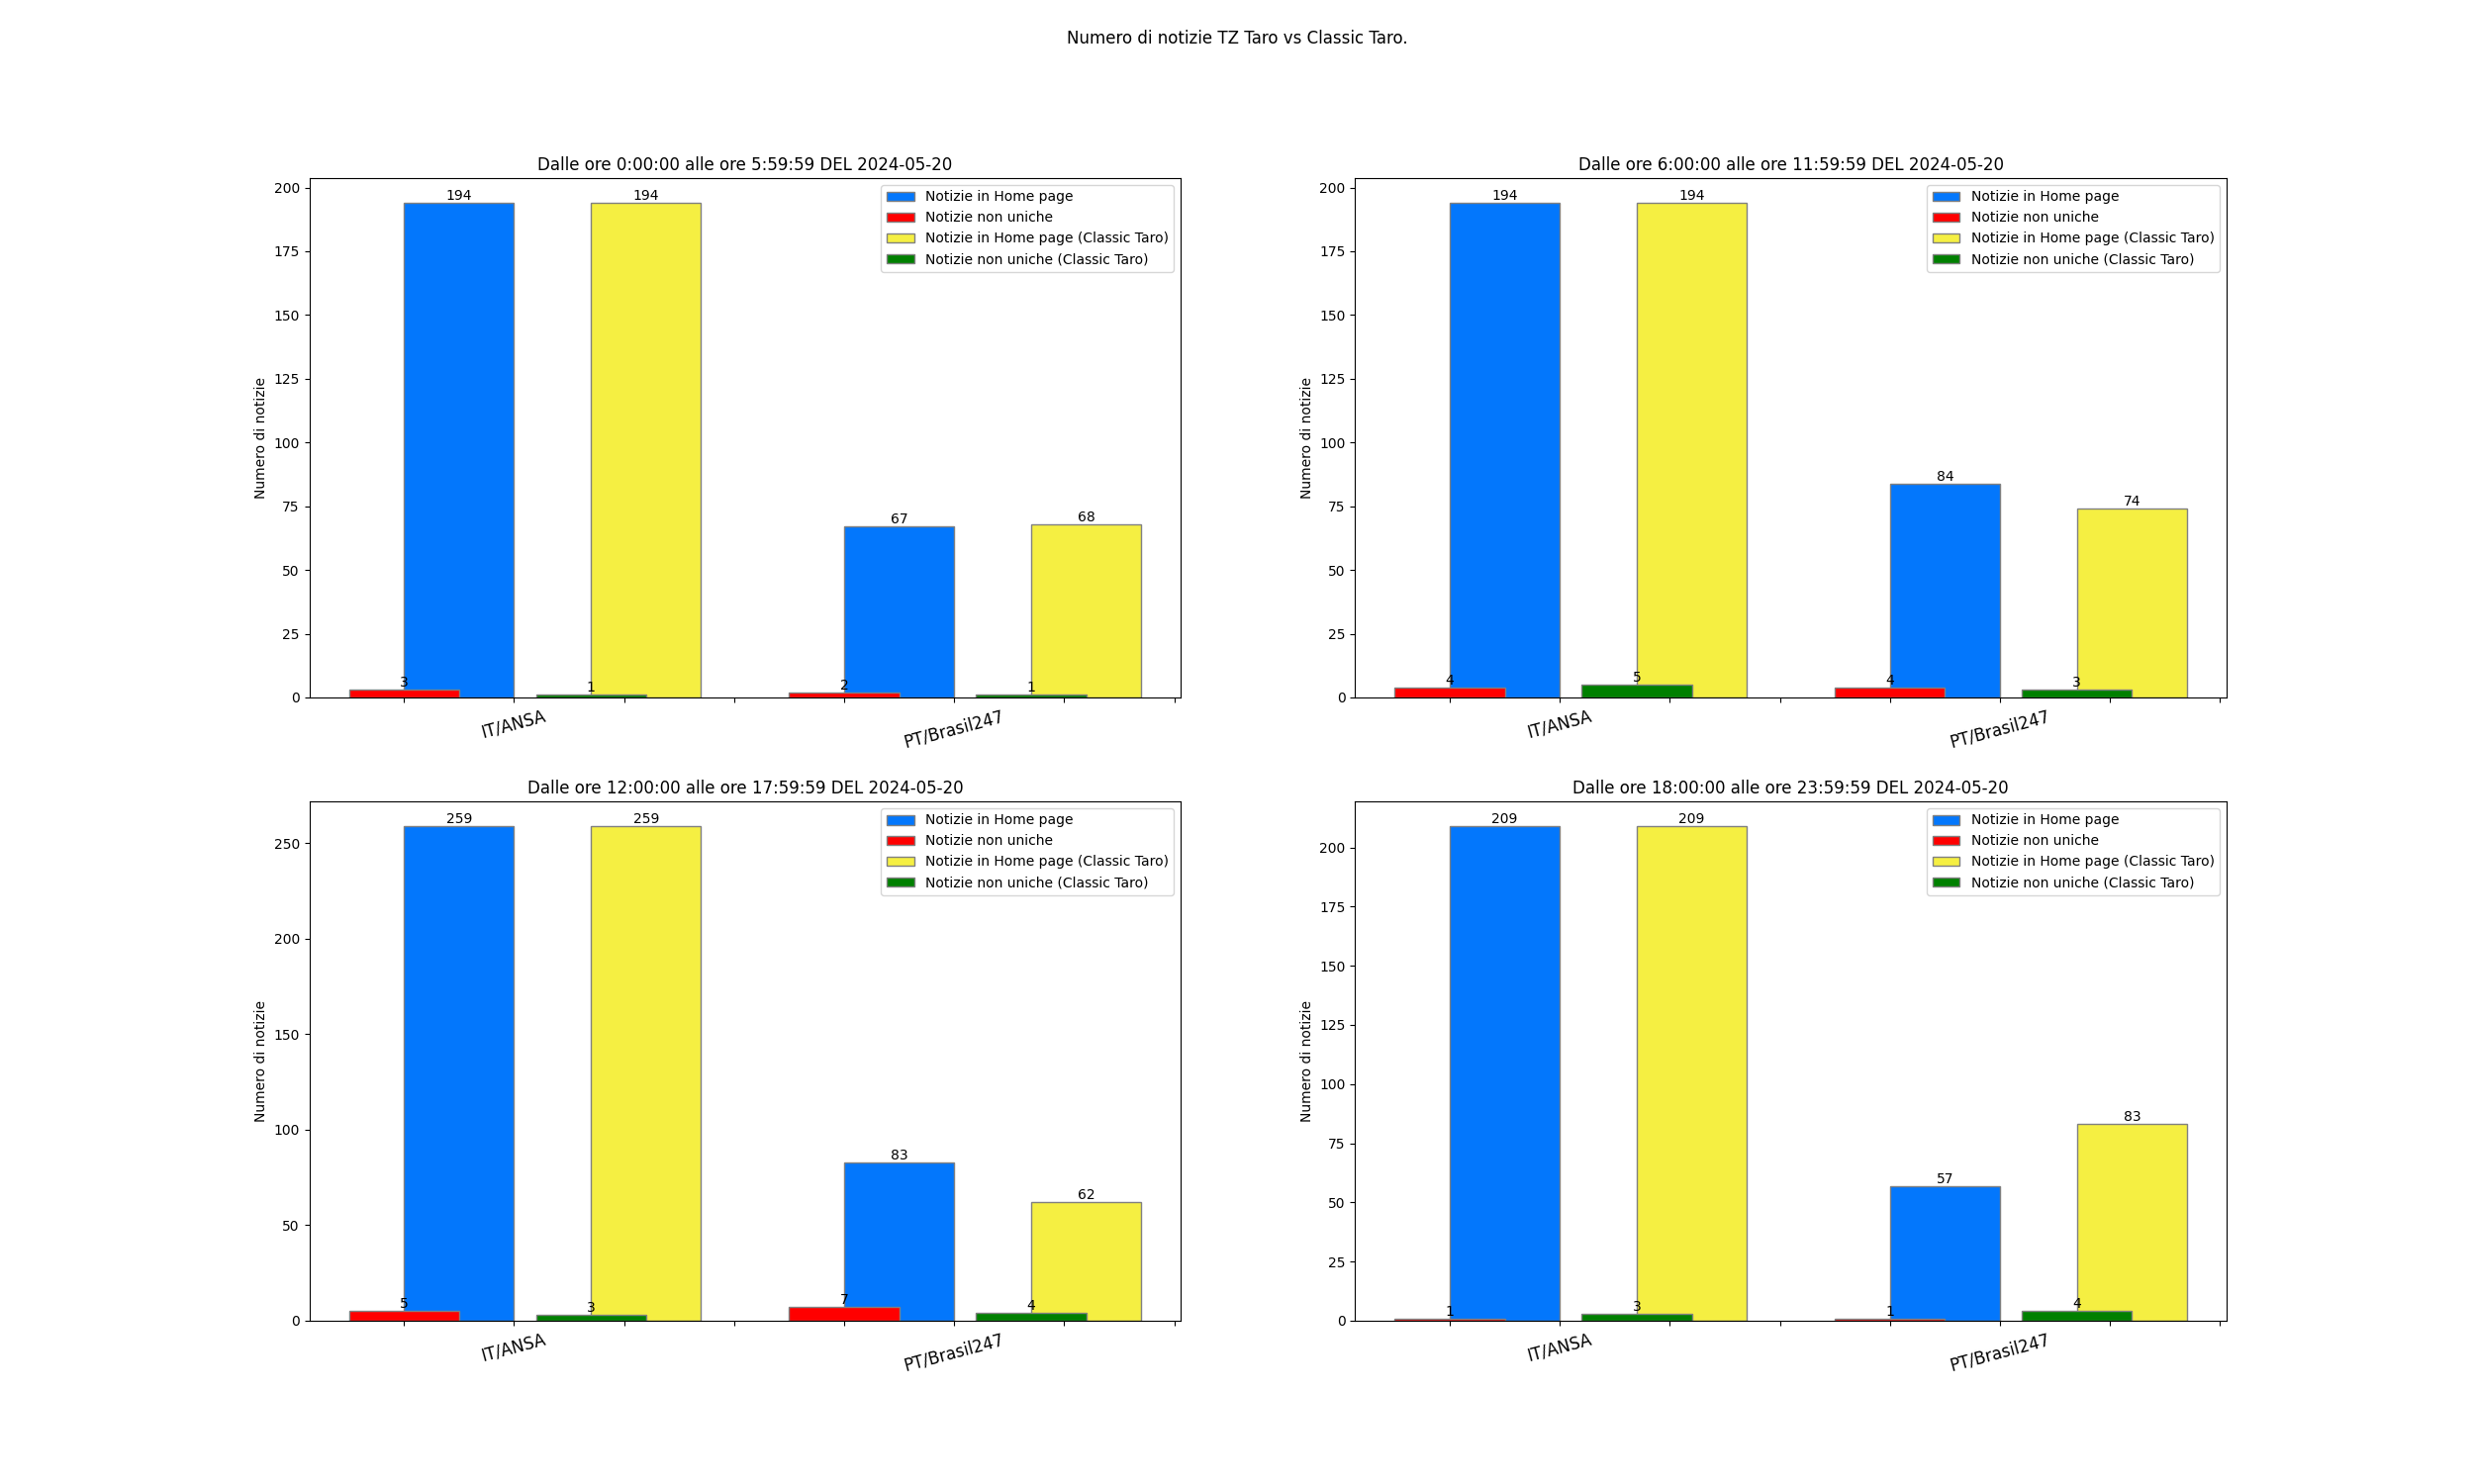 Numero di notizie TZ Taro vs Classic Taro.
Dalle ore 0:00:00 alle ore 5:59:59 DEL 2024-05-20
Numero di notizie
200
175
150
125
100
75
50
25
0
194
194
67
68
3
1
2
1
Notizie in Home page
Notizie non uniche
Notizie in Home page (Classic Taro)
Notizie non uniche (Classic Taro)
IT/ANSA
PT/Brasil247
Dalle ore 6:00:00 alle ore 11:59:59 DEL 2024-05-20
Numero di notizie
200
175
150
125
100
75
50
25
0
194
194
84
74
4
5
4
3
Notizie in Home page
Notizie non uniche
Notizie in Home page (Classic Taro)
Notizie non uniche (Classic Taro)
IT/ANSA
PT/Brasil247
Dalle ore 12:00:00 alle ore 17:59:59 DEL 2024-05-20
Numero di notizie
250
200
150
100
50
0
259
259
83
62
5
3
7
4
Notizie in Home page
Notizie non uniche
Notizie in Home page (Classic Taro)
Notizie non uniche (Classic Taro)
IT/ANSA
PT/Brasil247
Dalle ore 18:00:00 alle ore 23:59:59 DEL 2024-05-20
Numero di notizie
200
175
150
125
100
75
50
25
0
209
209
57
83
1
3
1
4
Notizie in Home page
Notizie non uniche
Notizie in Home page (Classic Taro)
Notizie non uniche (Classic Taro)
IT/ANSA
PT/Brasil247